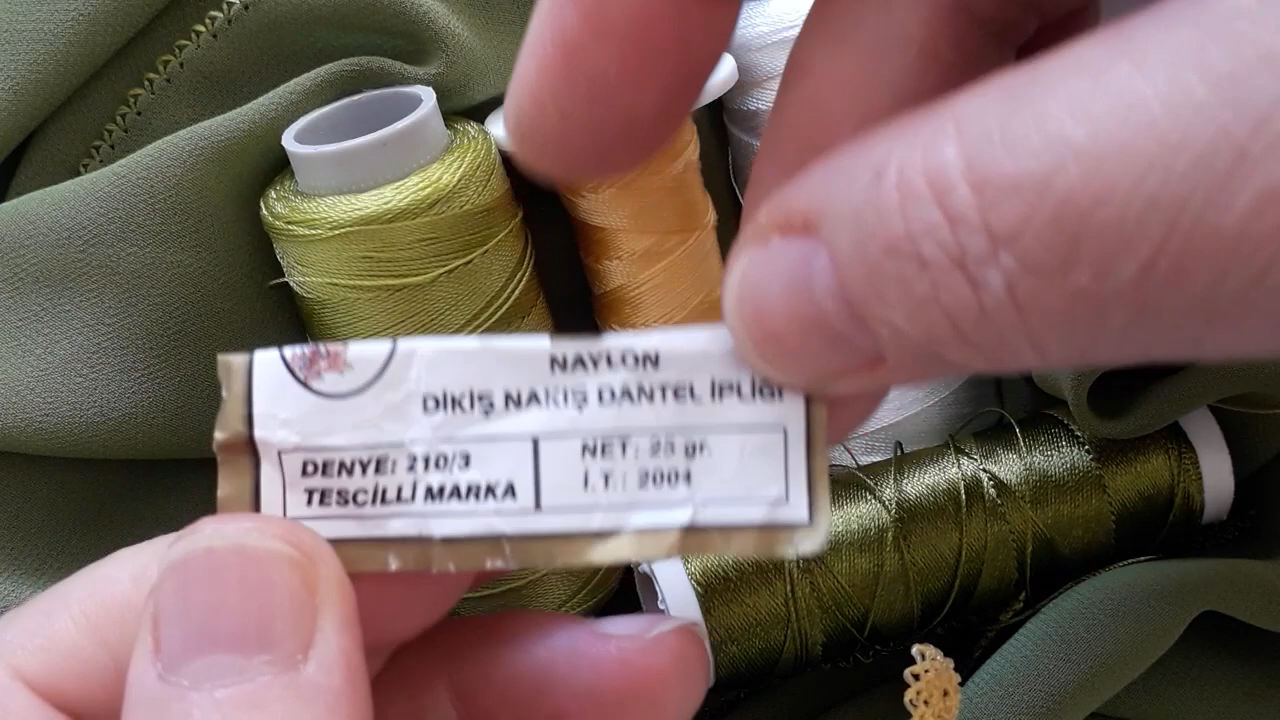 NAYLON
DİKİŞ NAKIŞ DANTEL İPLİĞİ
DENYE: 210/3
TESCİLLİ MARKA
NET: 25 gr.
İ.T.: 2004